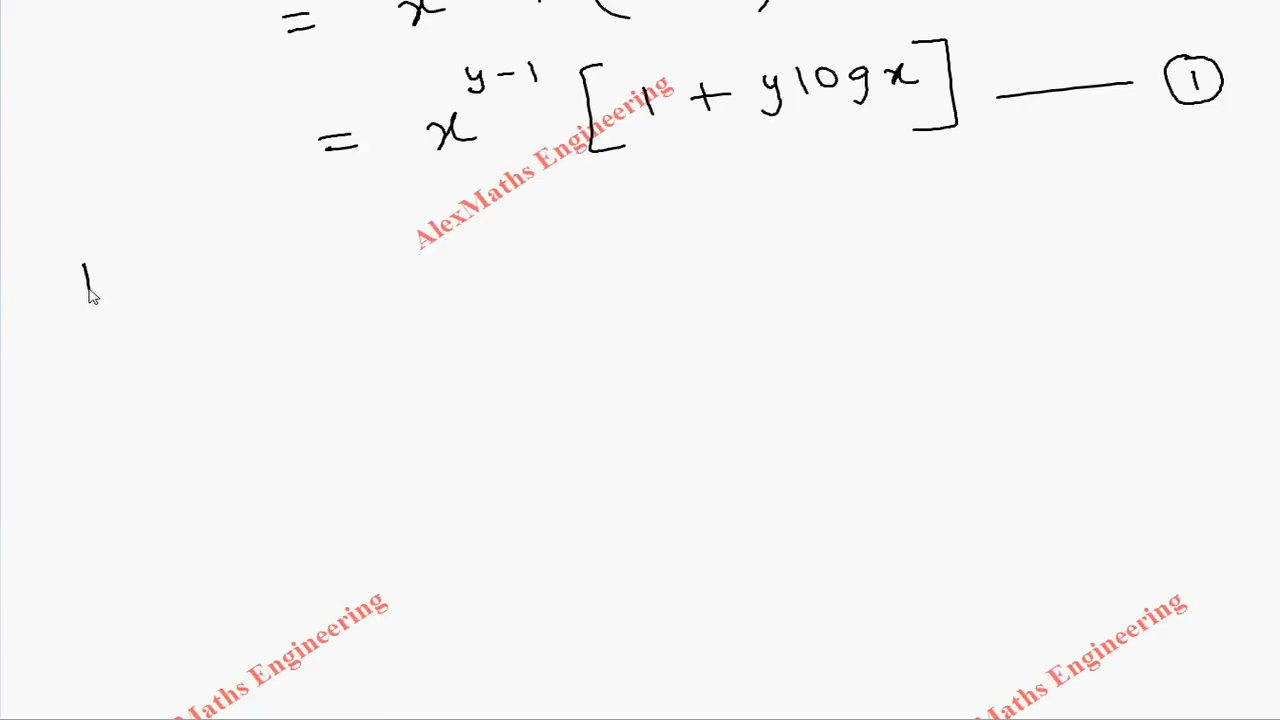 = x
= x^{y-1} [1 + y log x] —— ①
AlexMaths Engineering
Maths Engineering
Maths Engineering